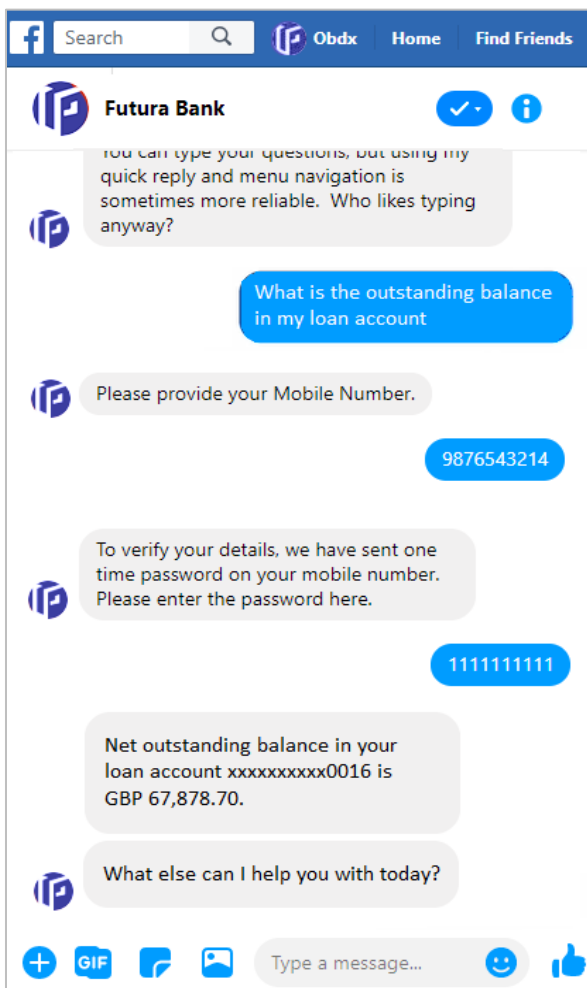 f Search Obdx Home Find Friends
Futura Bank
You can type your questions, but using my
quick reply and menu navigation is
sometimes more reliable. Who likes typing
anyway?
What is the outstanding balance
in my loan account
Please provide your Mobile Number.
9876543214
To verify your details, we have sent one
time password on your mobile number.
Please enter the password here.
1111111111
Net outstanding balance in your
loan account xxxxxxxxxx0016 is
GBP 67,878.70.
What else can I help you with today?
GIF Type a message...